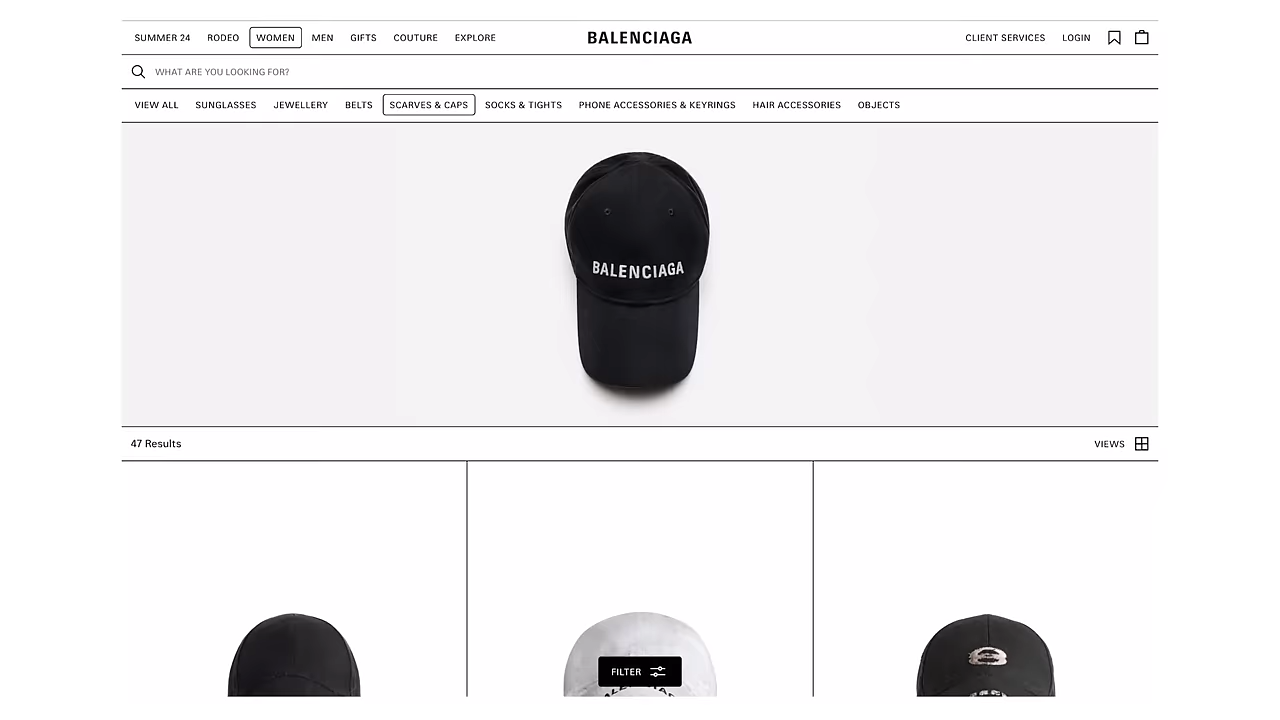 SUMMER 24 RODEO WOMEN MEN GIFTS COUTURE EXPLORE BALENCIAGA CLIENT SERVICES LOGIN
WHAT ARE YOU LOOKING FOR?
VIEW ALL SUNGLASSES JEWELLERY BELTS SCARVES & CAPS SOCKS & TIGHTS PHONE ACCESSORIES & KEYRINGS HAIR ACCESSORIES OBJECTS
BALENCIAGA
47 Results VIEWS
FILTER